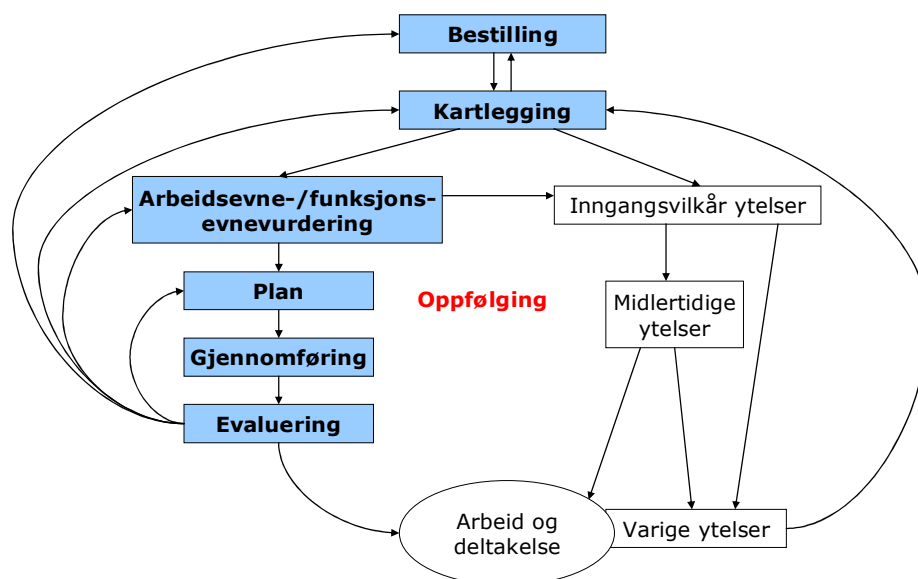 Bestilling
Kartlegging
Arbeidsevne-/funksjons-
evnevurdering
Inngangsvilkår ytelser
Plan
Oppfølging
Midlertidige
ytelser
Gjennomføring
Evaluering
Arbeid og
deltakelse
Varige ytelser